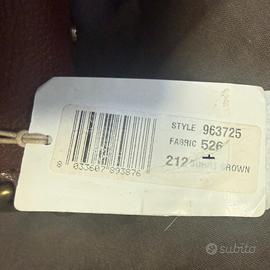 STYLE 963725
FABRIC 526
212 BROWN
8 033607 893876
subito